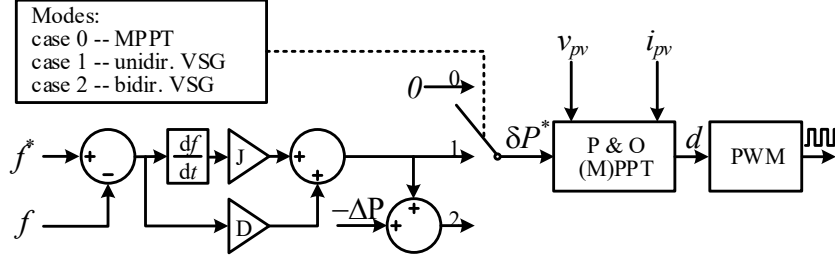 Modes:
case 0 -- MPPT
case 1 -- unidir. VSG
case 2 -- bidir. VSG
v_pv
i_pv
0
0
f*
+
-
df
dt
J
+
+
1
δP*
P & O
(M)PPT
d
PWM
f
D
−ΔP
+
+
2